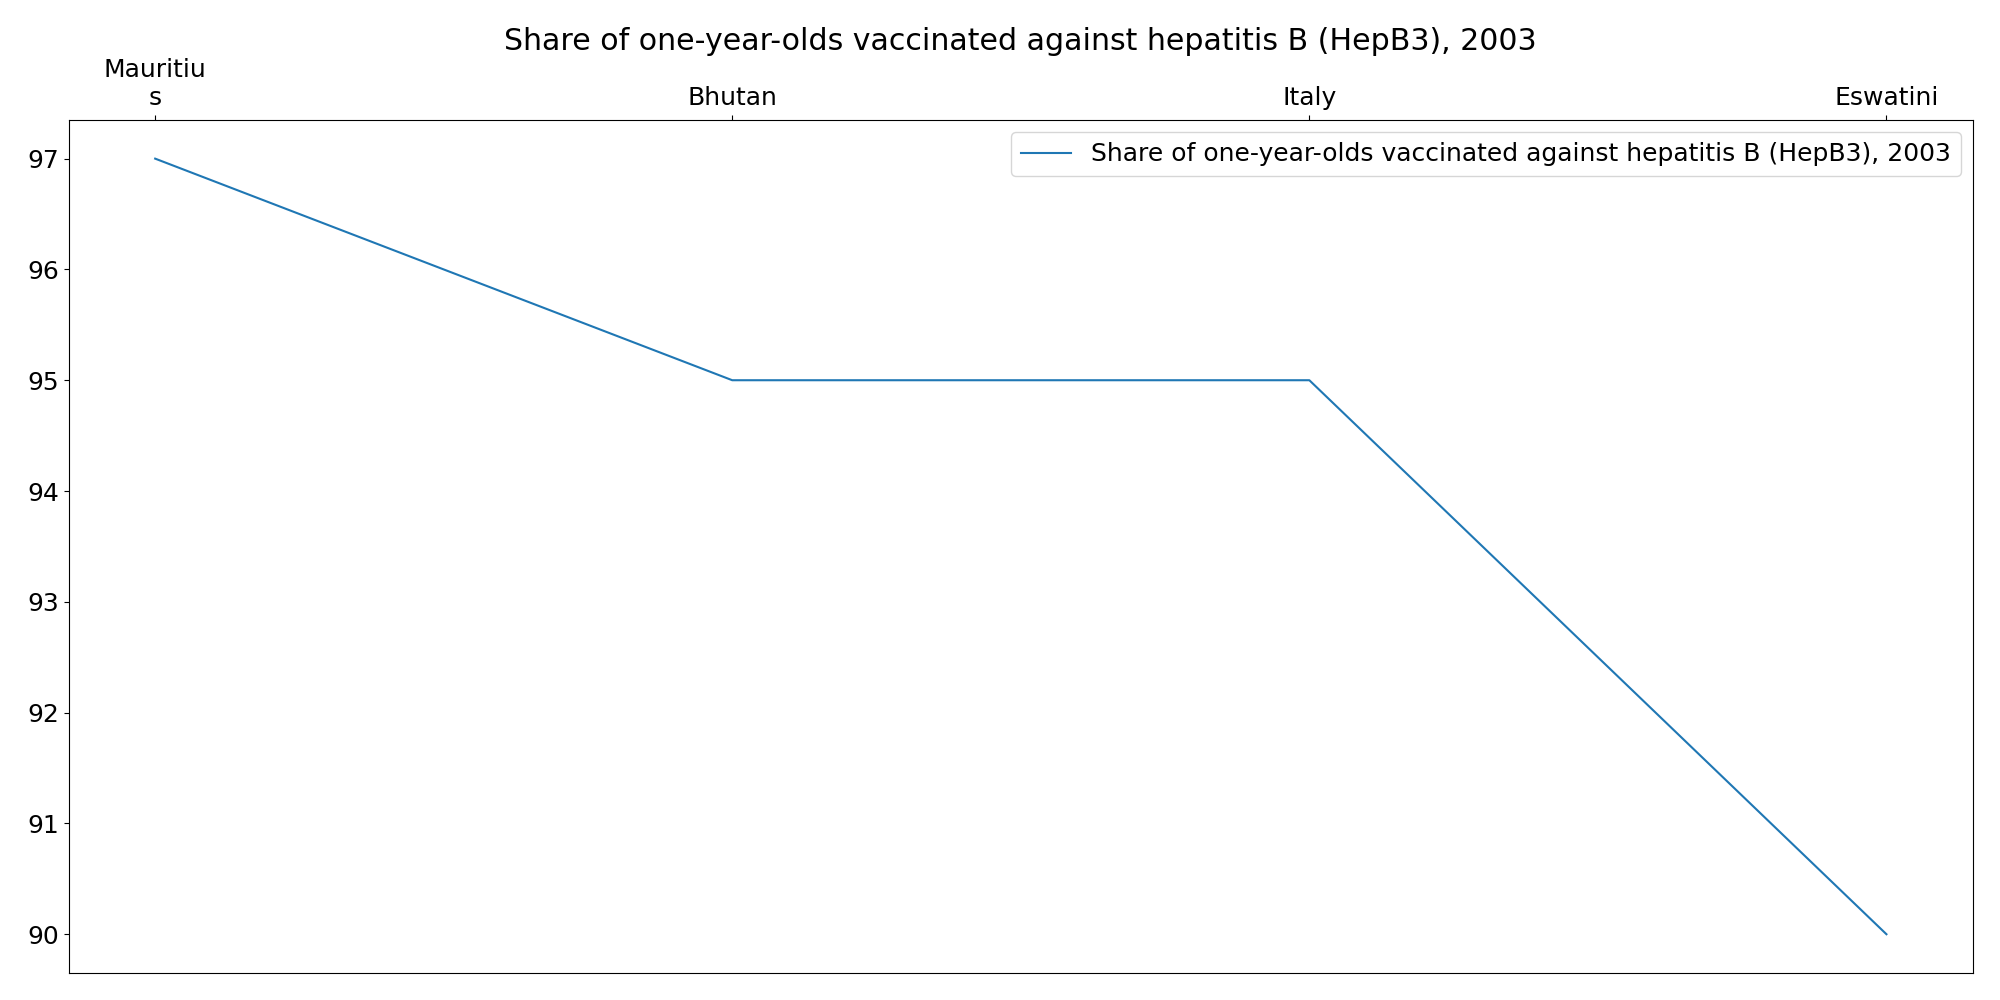 Share of one-year-olds vaccinated against hepatitis B (HepB3), 2003
Mauritiu
s
Bhutan
Italy
Eswatini
Share of one-year-olds vaccinated against hepatitis B (HepB3), 2003
97
96
95
94
93
92
91
90